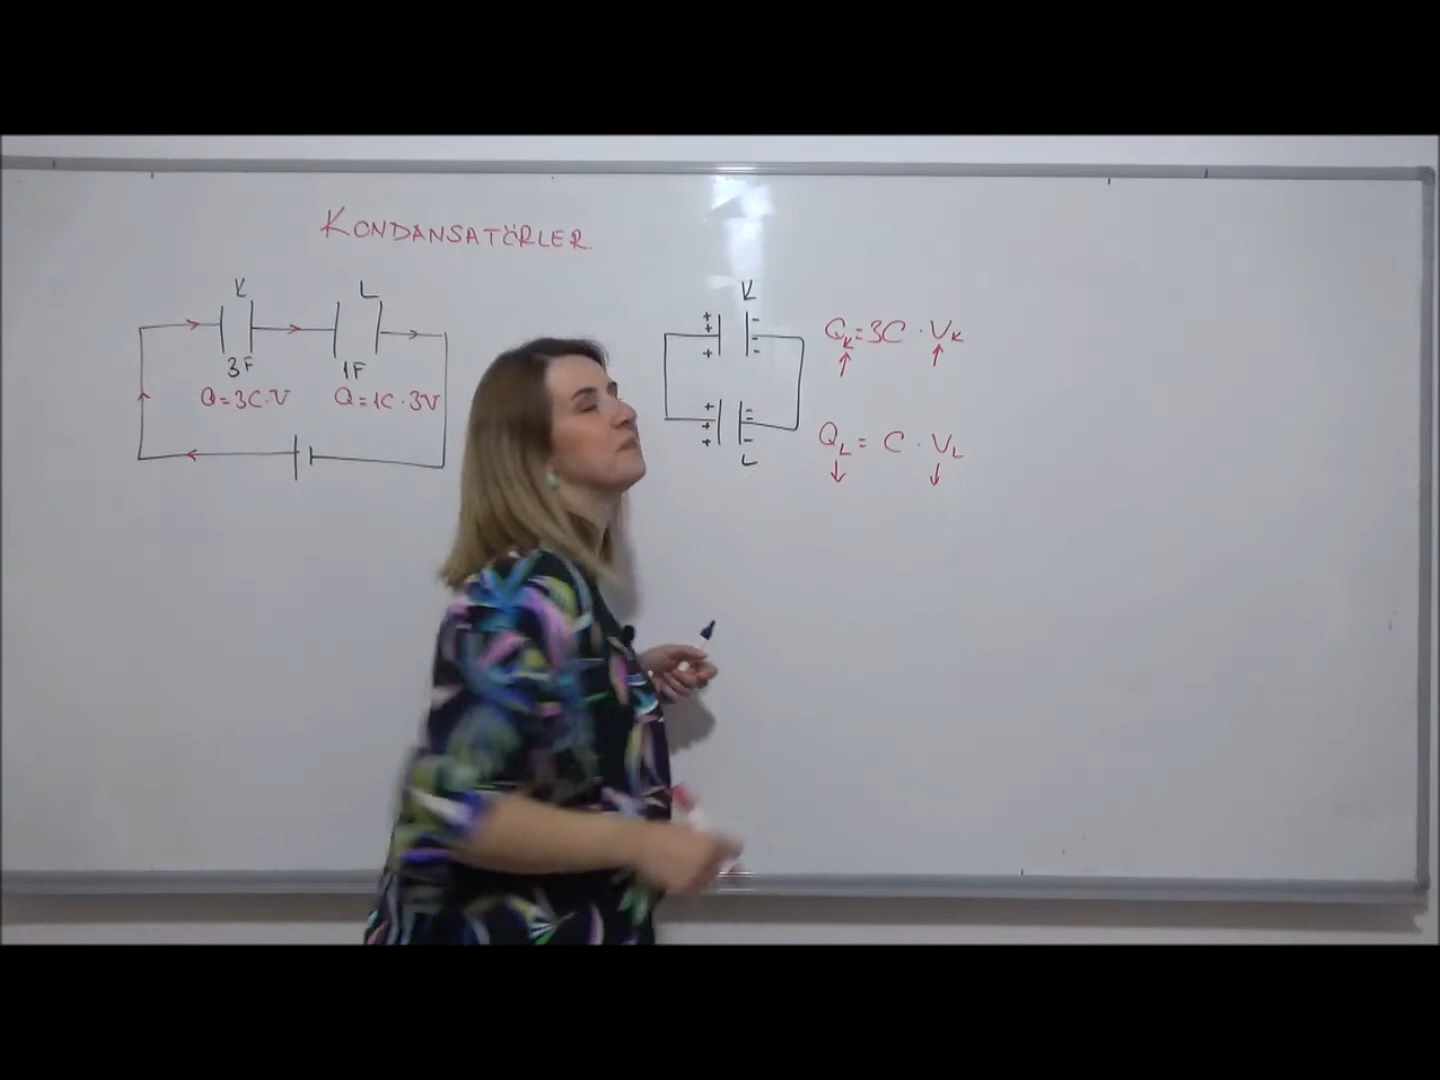 KONDANSATÖRLER
K
L
3F
1F
Q=3C·V
Q=1C·3V
K
+
+
+
-
-
-
+
+
+
=
-
L
QK=3C·VK
↑
↑
QL=C·VL
↓
↓